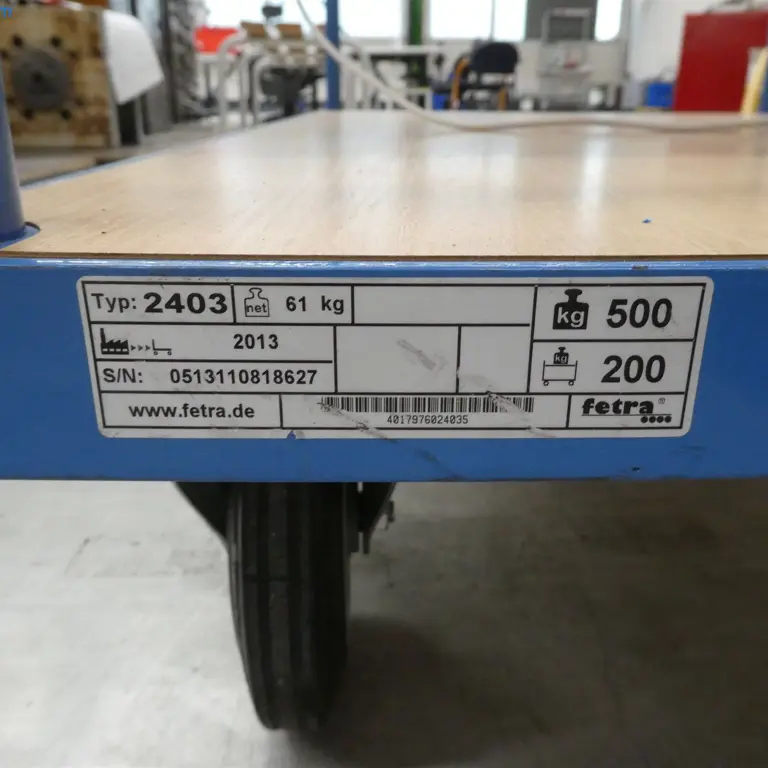 Typ: 2403
net 61 kg
kg 500
2013
kg 200
S/N: 0513110818627
www.fetra.de
4017976024035
fetra®